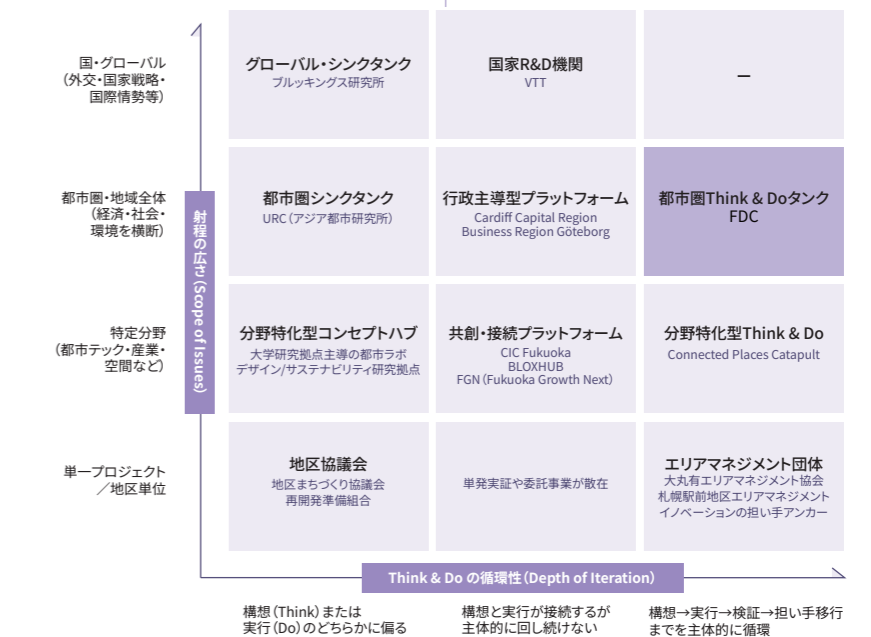 国・グローバル
（外交・国家戦略・
国際情勢等）
グローバル・シンクタンク
ブルッキングス研究所
国家R&D機関
VTT
ー
都市圏・地域全体
（経済・社会・
環境を横断）
都市圏シンクタンク
URC（アジア都市研究所）
行政主導型プラットフォーム
Cardiff Capital Region
Business Region Göteborg
都市圏Think & Doタンク
FDC
射程の広さ（Scope of Issues）
特定分野
（都市テック・産業・
空間など）
分野特化型コンセプトハブ
大学研究拠点主導の都市ラボ
デザイン/サステナビリティ研究拠点
共創・接続プラットフォーム
CIC Fukuoka
BLOXHUB
FGN（Fukuoka Growth Next）
分野特化型Think & Do
Connected Places Catapult
単一プロジェクト
／地区単位
地区協議会
地区まちづくり協議会
再開発準備組合
単発実証や委託事業が散在
エリアマネジメント団体
大丸有エリアマネジメント協会
札幌駅前地区エリアマネジメント
イノベーションの担い手アンカー
Think & Do の循環性（Depth of Iteration）
構想（Think）または
実行（Do）のどちらかに偏る
構想と実行が接続するが
主体的に回し続けない
構想→実行→検証→担い手移行
までを主体的に循環